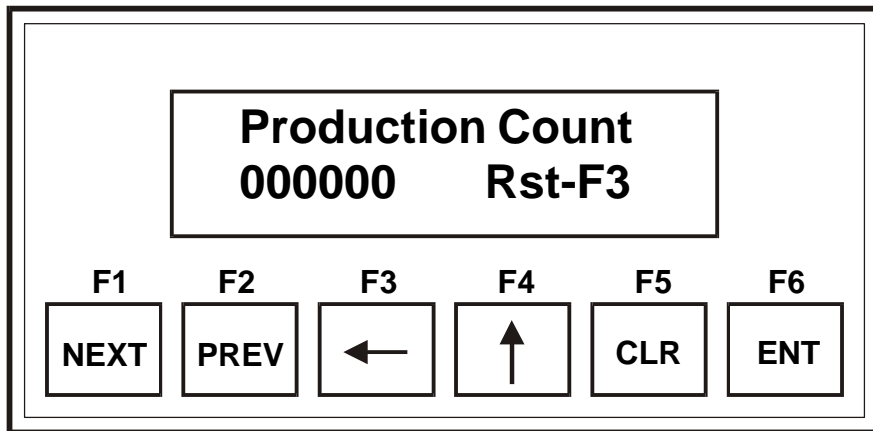 Production Count
000000 Rst-F3
F1 F2 F3 F4 F5 F6
NEXT PREV ← ↑ CLR ENT